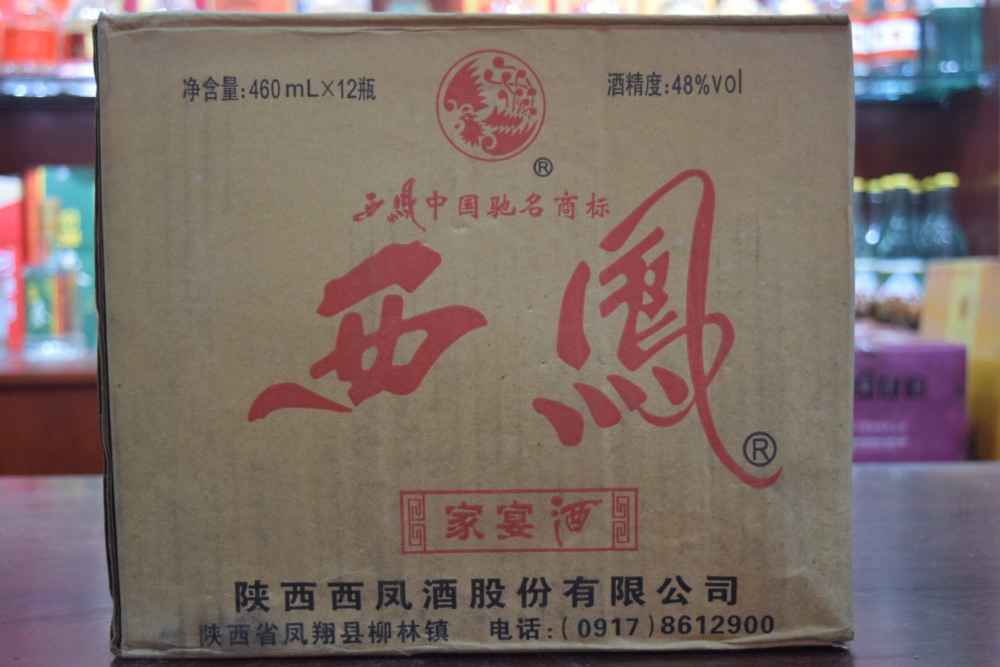 净含量:460mL×12瓶 酒精度:48%vol
®
西鳳中国驰名商标
西鳳
®
家宴酒
陕西西凤酒股份有限公司
陕西省凤翔县柳林镇 电话:(0917)8612900